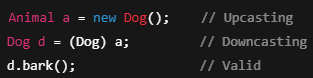 Animal a = new Dog();    // Upcasting
Dog d = (Dog) a;         // Downcasting
d.bark();                // Valid